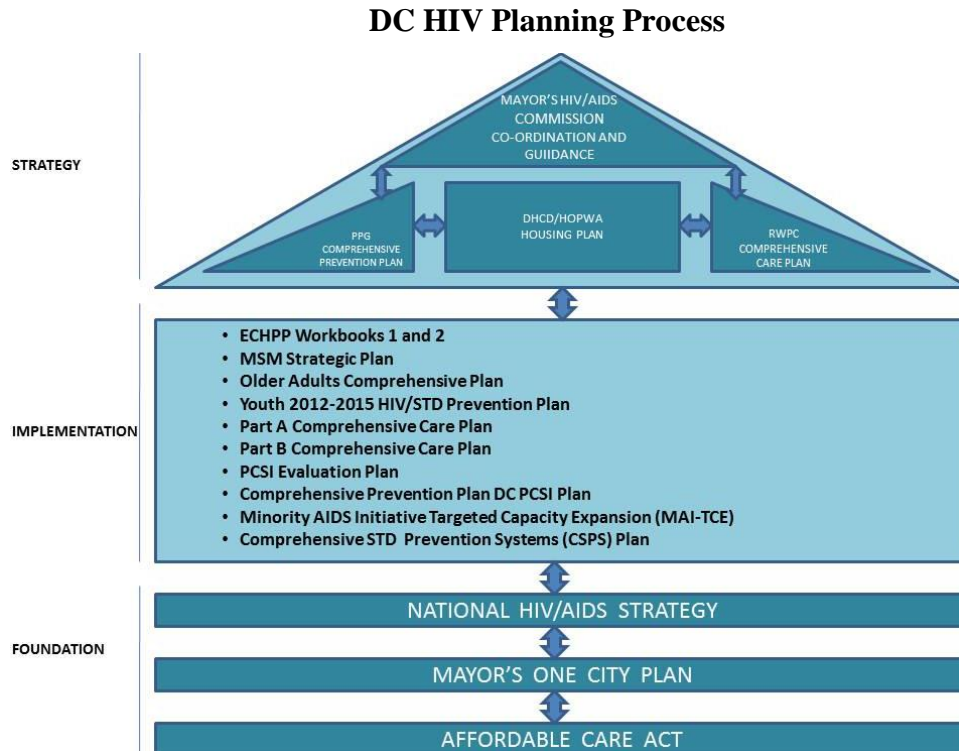 DC HIV Planning Process
STRATEGY
MAYOR'S HIV/AIDS
COMMISSION
CO-ORDINATION AND
GUIIDANCE
PPG
COMPREHENSIVE
PREVENTION PLAN
DHCD/HOPWA
HOUSING PLAN
RWPC
COMPREHENSIVE
CARE PLAN
IMPLEMENTATION
• ECHPP Workbooks 1 and 2
• MSM Strategic Plan
• Older Adults Comprehensive Plan
• Youth 2012-2015 HIV/STD Prevention Plan
• Part A Comprehensive Care Plan
• Part B Comprehensive Care Plan
• PCSI Evaluation Plan
• Comprehensive Prevention Plan DC PCSI Plan
• Minority AIDS Initiative Targeted Capacity Expansion (MAI-TCE)
• Comprehensive STD Prevention Systems (CSPS) Plan
FOUNDATION
NATIONAL HIV/AIDS STRATEGY
MAYOR'S ONE CITY PLAN
AFFORDABLE CARE ACT